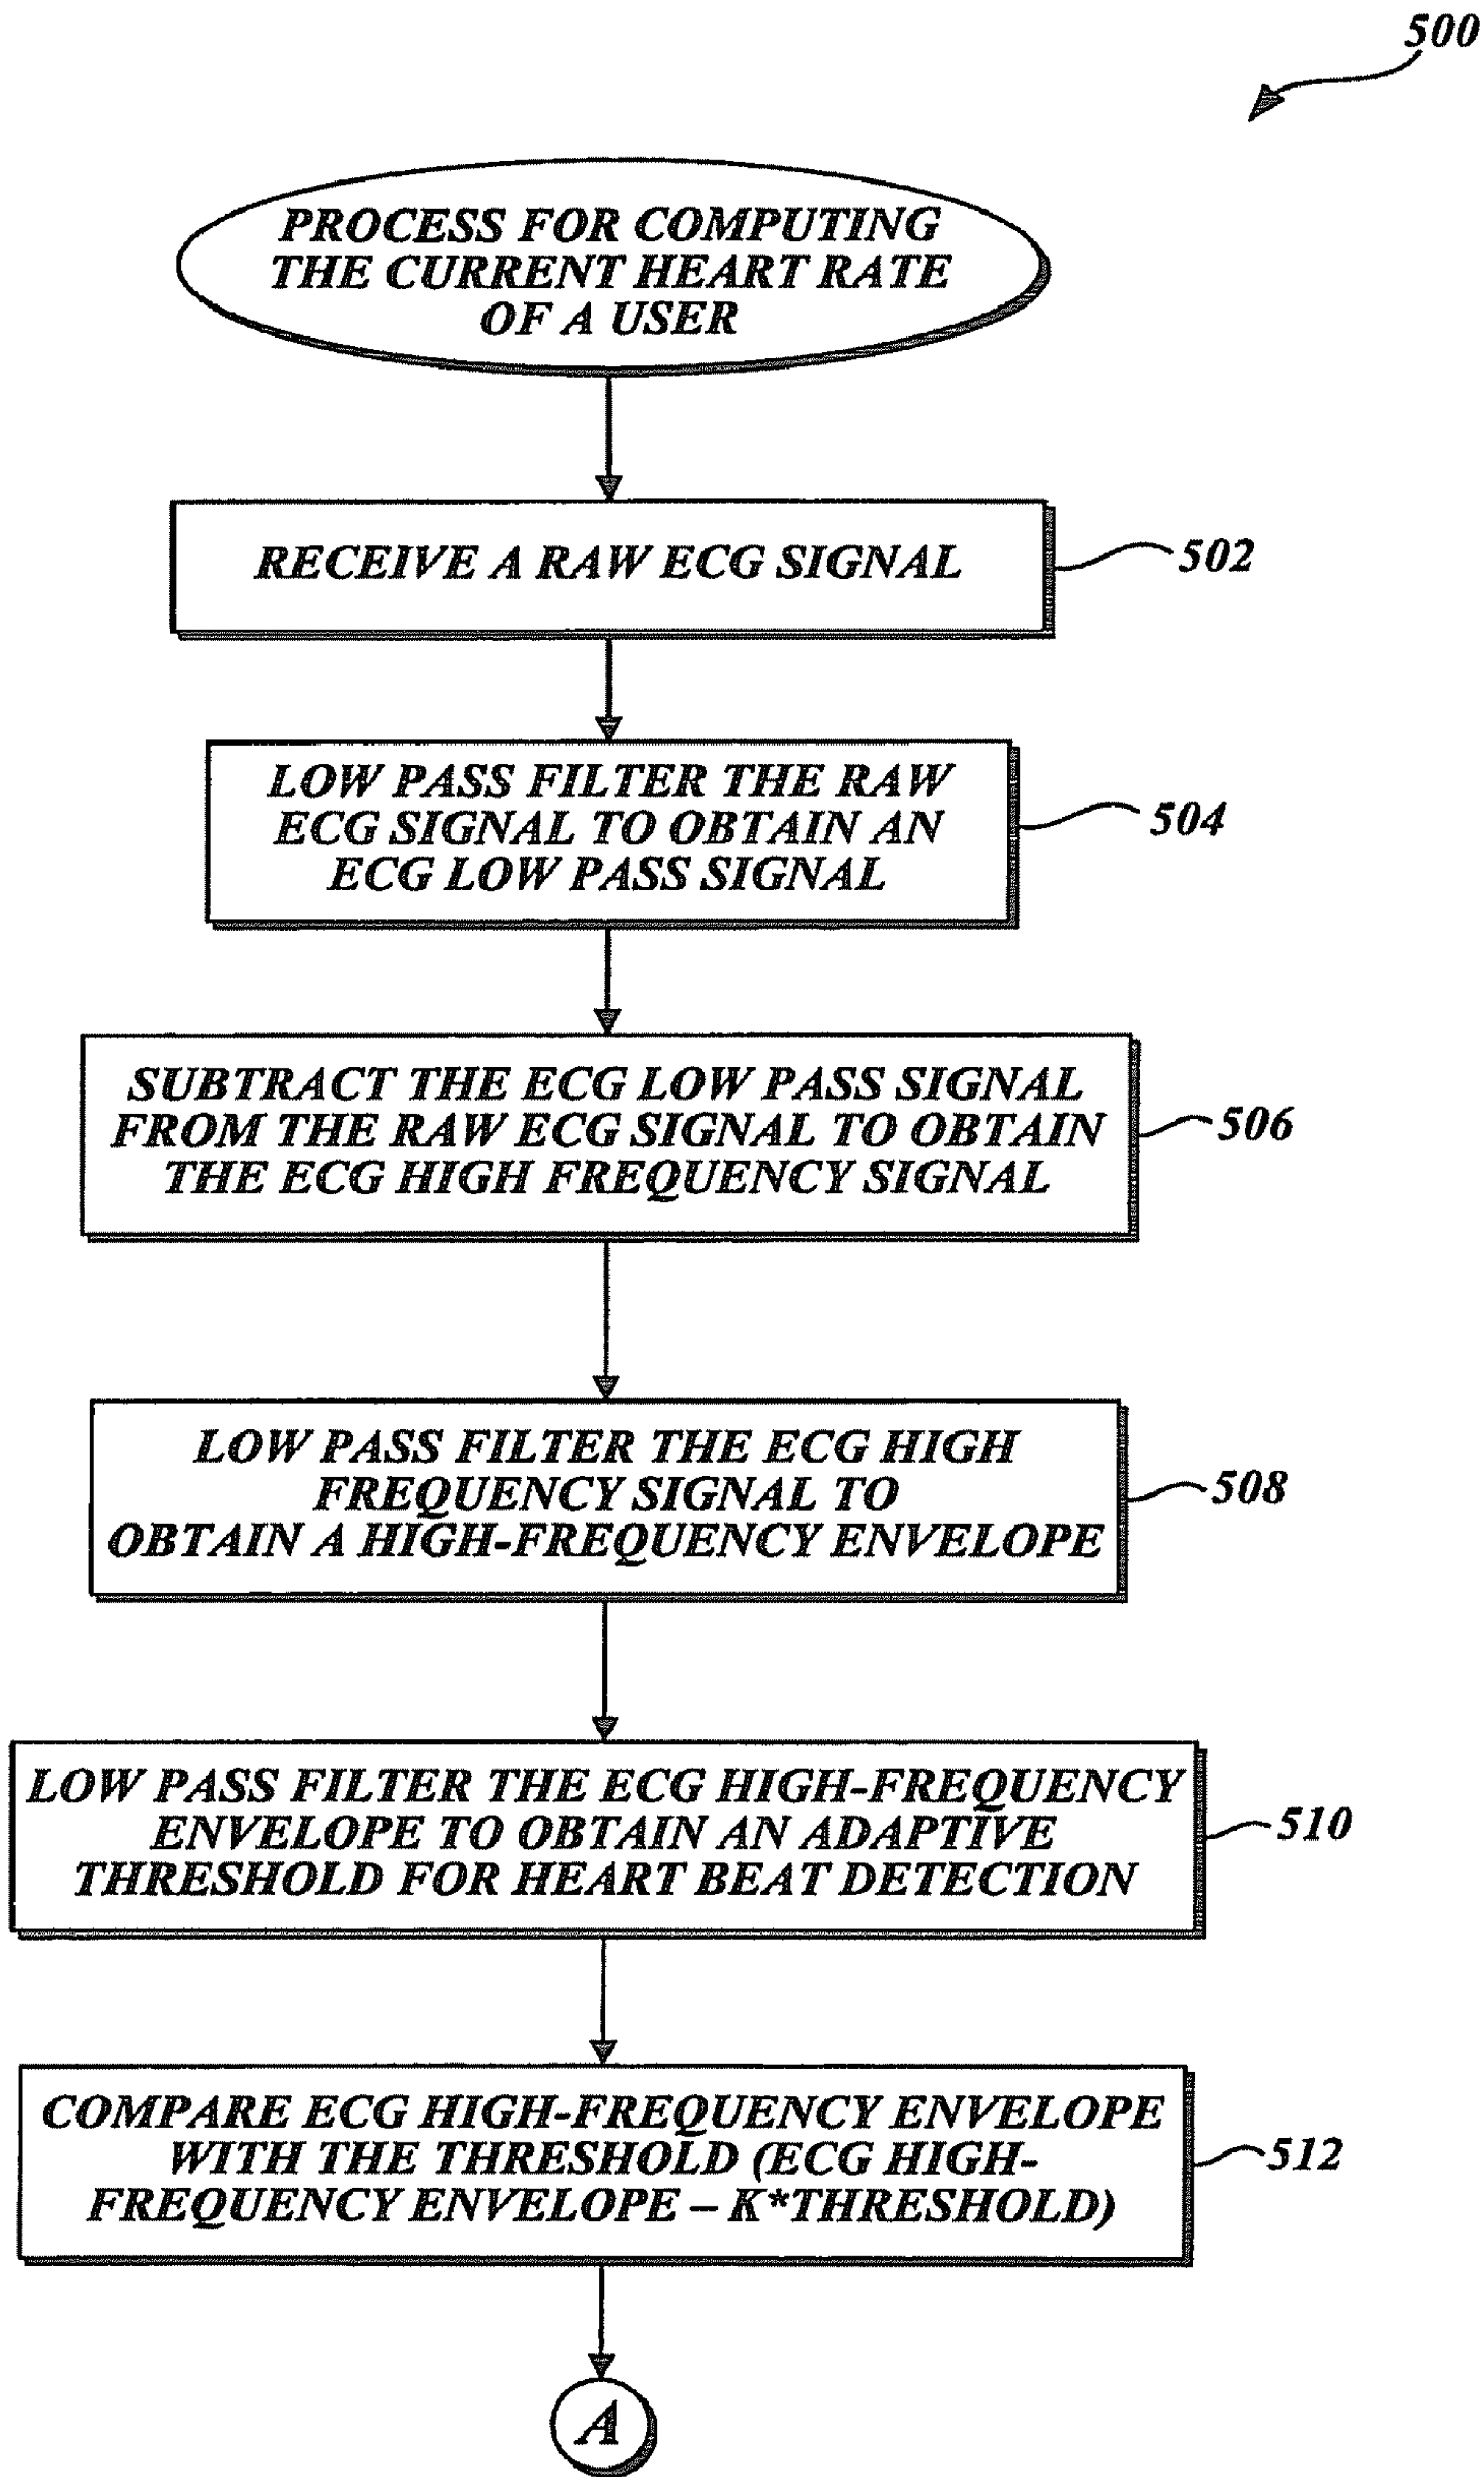 500
PROCESS FOR COMPUTING
THE CURRENT HEART RATE
OF A USER
RECEIVE A RAW ECG SIGNAL
502
LOW PASS FILTER THE RAW
ECG SIGNAL TO OBTAIN AN
ECG LOW PASS SIGNAL
504
SUBTRACT THE ECG LOW PASS SIGNAL
FROM THE RAW ECG SIGNAL TO OBTAIN
THE ECG HIGH FREQUENCY SIGNAL
506
LOW PASS FILTER THE ECG HIGH
FREQUENCY SIGNAL TO
OBTAIN A HIGH-FREQUENCY ENVELOPE
508
LOW PASS FILTER THE ECG HIGH-FREQUENCY
ENVELOPE TO OBTAIN AN ADAPTIVE
THRESHOLD FOR HEART BEAT DETECTION
510
COMPARE ECG HIGH-FREQUENCY ENVELOPE
WITH THE THRESHOLD (ECG HIGH-
FREQUENCY ENVELOPE – K*THRESHOLD)
512
A